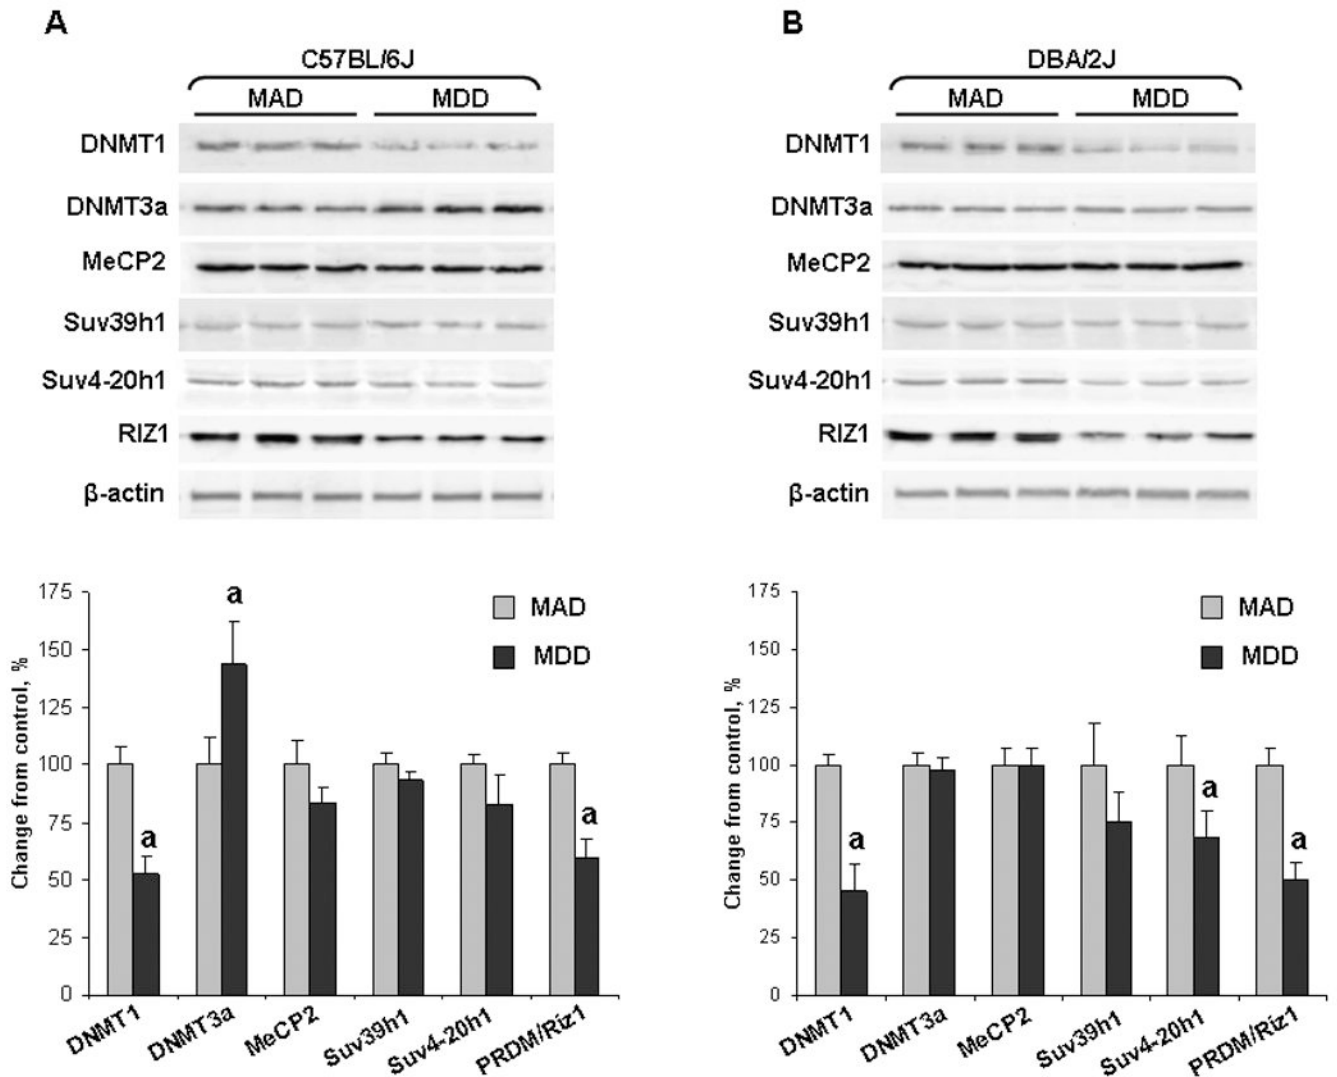 A
C57BL/6J
MAD MDD
DNMT1
DNMT3a
MeCP2
Suv39h1
Suv4-20h1
RIZ1
β-actin
175
150
125
100
75
50
25
0
Change from control, %
MAD
MDD
a
a
a
DNMT1
DNMT3a
MeCP2
Suv39h1
Suv4-20h1
PRDM/Riz1
B
DBA/2J
MAD MDD
DNMT1
DNMT3a
MeCP2
Suv39h1
Suv4-20h1
RIZ1
β-actin
175
150
125
100
75
50
25
0
Change from control, %
MAD
MDD
a
a
a
DNMT1
DNMT3a
MeCP2
Suv39h1
Suv4-20h1
PRDM/Riz1